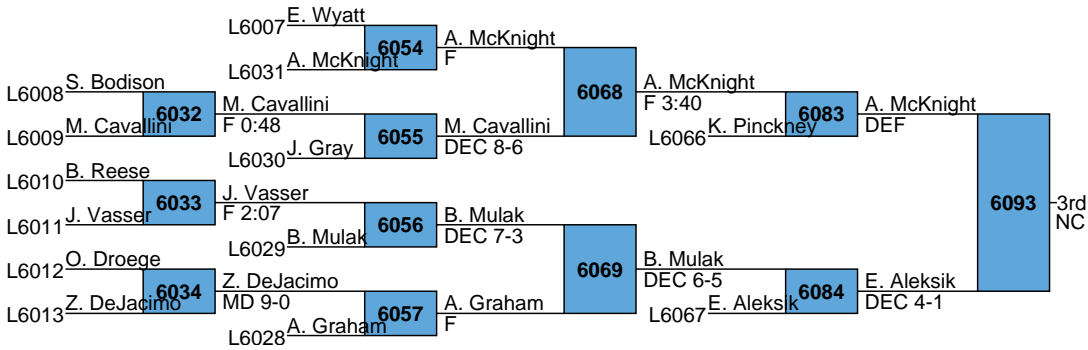 L6007 E. Wyatt
6054
A. McKnight
F
L6031 A. McKnight
L6008 S. Bodison
6032
M. Cavallini
F 0:48
L6009 M. Cavallini
6055
M. Cavallini
DEC 8-6
L6030 J. Gray
6068
A. McKnight
F 3:40
L6066 K. Pinckney
6083
A. McKnight
DEF
L6010 B. Reese
6033
J. Vasser
F 2:07
L6011 J. Vasser
6056
B. Mulak
DEC 7-3
L6029 B. Mulak
L6012 O. Droege
6034
Z. DeJacimo
MD 9-0
L6013 Z. DeJacimo
6057
A. Graham
F
L6028 A. Graham
6069
B. Mulak
DEC 6-5
L6067 E. Aleksik
6084
E. Aleksik
DEC 4-1
6093
3rd
NC